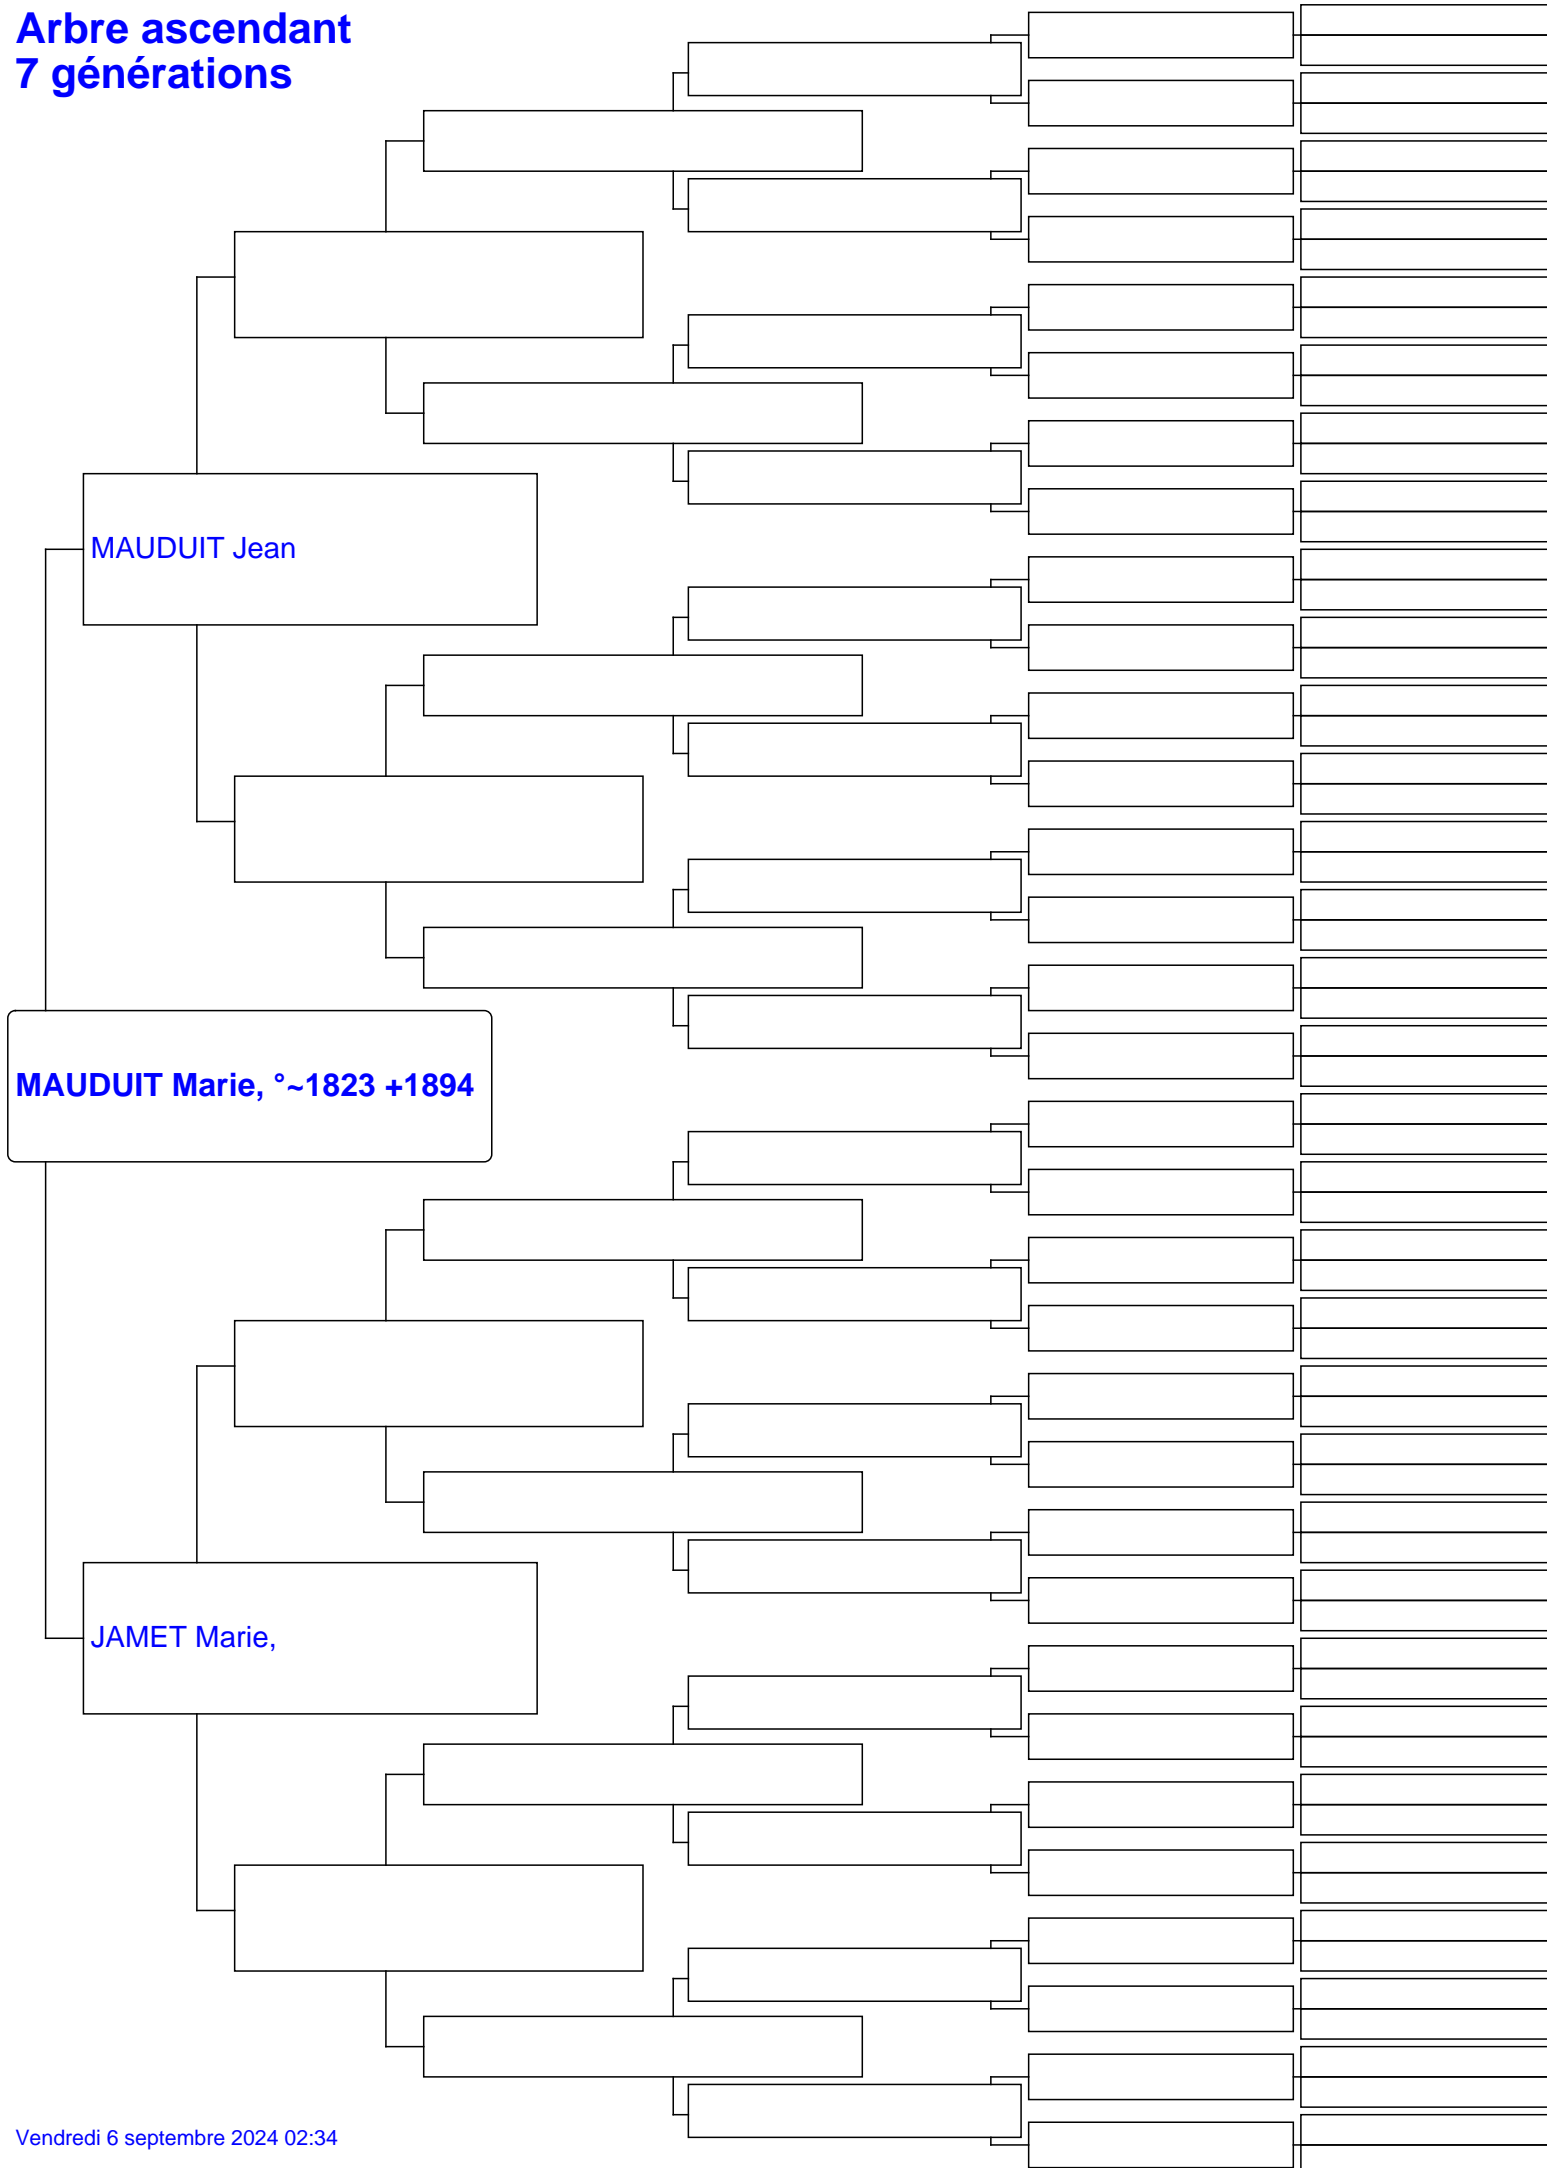 Arbre ascendant
7 générations
MAUDUIT Jean
MAUDUIT Marie, °~1823 +1894
JAMET Marie,
Vendredi 6 septembre 2024 02:34